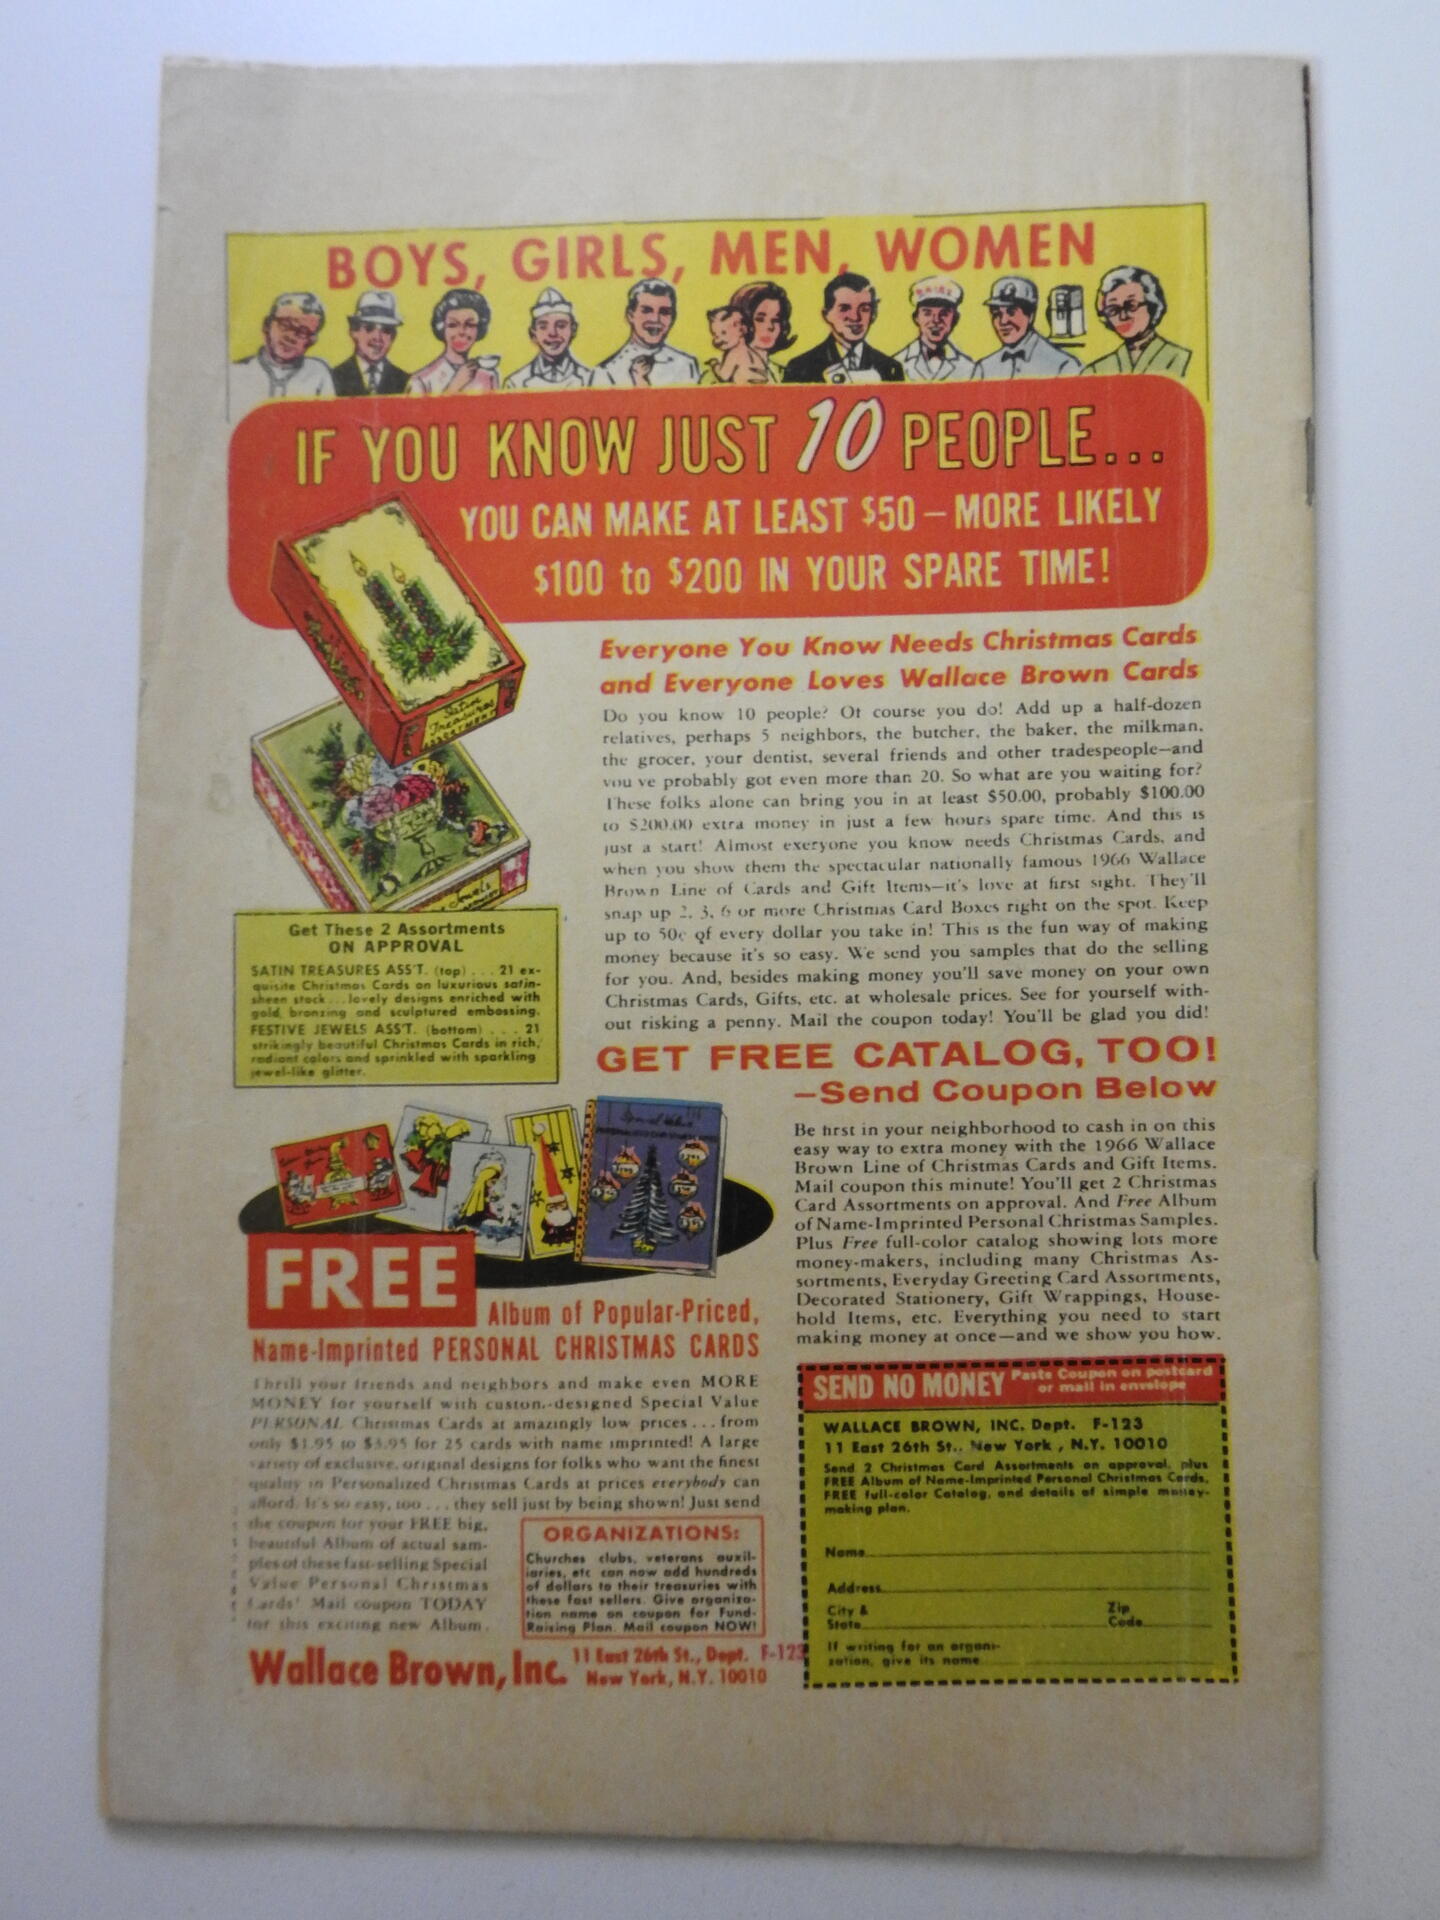 BOYS, GIRLS, MEN, WOMEN
IF YOU KNOW JUST 10 PEOPLE...
YOU CAN MAKE AT LEAST $50 – MORE LIKELY
$100 to $200 IN YOUR SPARE TIME!
Satin
Treasures
ASSORTMENT
Jewels
Everyone You Know Needs Christmas Cards
and Everyone Loves Wallace Brown Cards
Do you know 10 people? Of course you do! Add up a half-dozen
relatives, perhaps 5 neighbors, the butcher, the baker, the milkman,
the grocer, your dentist, several friends and other tradespeople—and
you've probably got even more than 20. So what are you waiting for?
These folks alone can bring you in at least $50.00, probably $100.00
to $200.00 extra money in just a few hours spare time. And this is
just a start! Almost exeryone you know needs Christmas Cards, and
when you show them the spectacular nationally famous 1966 Wallace
Brown Line of Cards and Gift Items—it's love at first sight. They'll
snap up 2, 3, 6 or more Christmas Card Boxes right on the spot. Keep
up to 50c of every dollar you take in! This is the fun way of making
money because it's so easy. We send you samples that do the selling
for you. And, besides making money you'll save money on your own
Christmas Cards, Gifts, etc. at wholesale prices. See for yourself with-
out risking a penny. Mail the coupon today! You'll be glad you did!
Get These 2 Assortments
ON APPROVAL
SATIN TREASURES ASS'T. (top) ... 21 ex-
quisite Christmas Cards on luxurious satin-
sheen stock ... lovely designs enriched with
gold, bronzing and sculptured embossing.
FESTIVE JEWELS ASS'T. (bottom) ... 21
strikingly beautiful Christmas Cards in rich,
radiant colors and sprinkled with sparkling
jewel-like glitter.
GET FREE CATALOG, TOO!
—Send Coupon Below
Be first in your neighborhood to cash in on this
easy way to extra money with the 1966 Wallace
Brown Line of Christmas Cards and Gift Items.
Mail coupon this minute! You'll get 2 Christmas
Card Assortments on approval. And Free Album
of Name-Imprinted Personal Christmas Samples.
Plus Free full-color catalog showing lots more
money-makers, including many Christmas As-
sortments, Everyday Greeting Card Assortments,
Decorated Stationery, Gift Wrappings, House-
hold Items, etc. Everything you need to start
making money at once—and we show you how.
Special Value
FREE
Album of Popular-Priced,
Name-Imprinted PERSONAL CHRISTMAS CARDS
Thrill your friends and neighbors and make even MORE
MONEY for yourself with custom-designed Special Value
PERSONAL Christmas Cards at amazingly low prices ... from
only $1.95 to $3.95 for 25 cards with name imprinted! A large
variety of exclusive, original designs for folks who want the finest
quality in Personalized Christmas Cards at prices everybody can
afford. It's so easy, too ... they sell just by being shown! Just send
the coupon for your FREE big,
beautiful Album of actual sam-
ples of these fast-selling Special
Value Personal Christmas
Cards! Mail coupon TODAY
for this exciting new Album.
ORGANIZATIONS:
Churches clubs, veterans auxil-
iaries, etc can now add hundreds
of dollars to their treasuries with
these fast sellers. Give organiza-
tion name on coupon for Fund-
Raising Plan. Mail coupon NOW!
Wallace Brown, Inc. 11 East 26th St., Dept. F-123
New York, N.Y. 10010
SEND NO MONEY Paste Coupon on postcard
or mail in envelope
WALLACE BROWN, INC. Dept. F-123
11 East 26th St., New York, N.Y. 10010
Send 2 Christmas Card Assortments on approval, plus
FREE Album of Name-Imprinted Personal Christmas Cards,
FREE full-color Catalog, and details of simple money-
making plan.
Name
Address
City &
State
Zip
Code
If writing for an organi-
zation, give its name